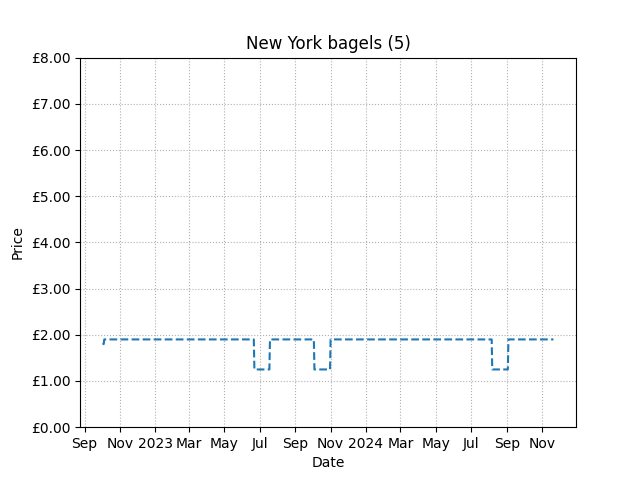 New York bagels (5)
£8.00
£7.00
£6.00
£5.00
£4.00
£3.00
£2.00
£1.00
£0.00
Price
Sep Nov 2023 Mar May Jul Sep Nov 2024 Mar May Jul Sep Nov
Date